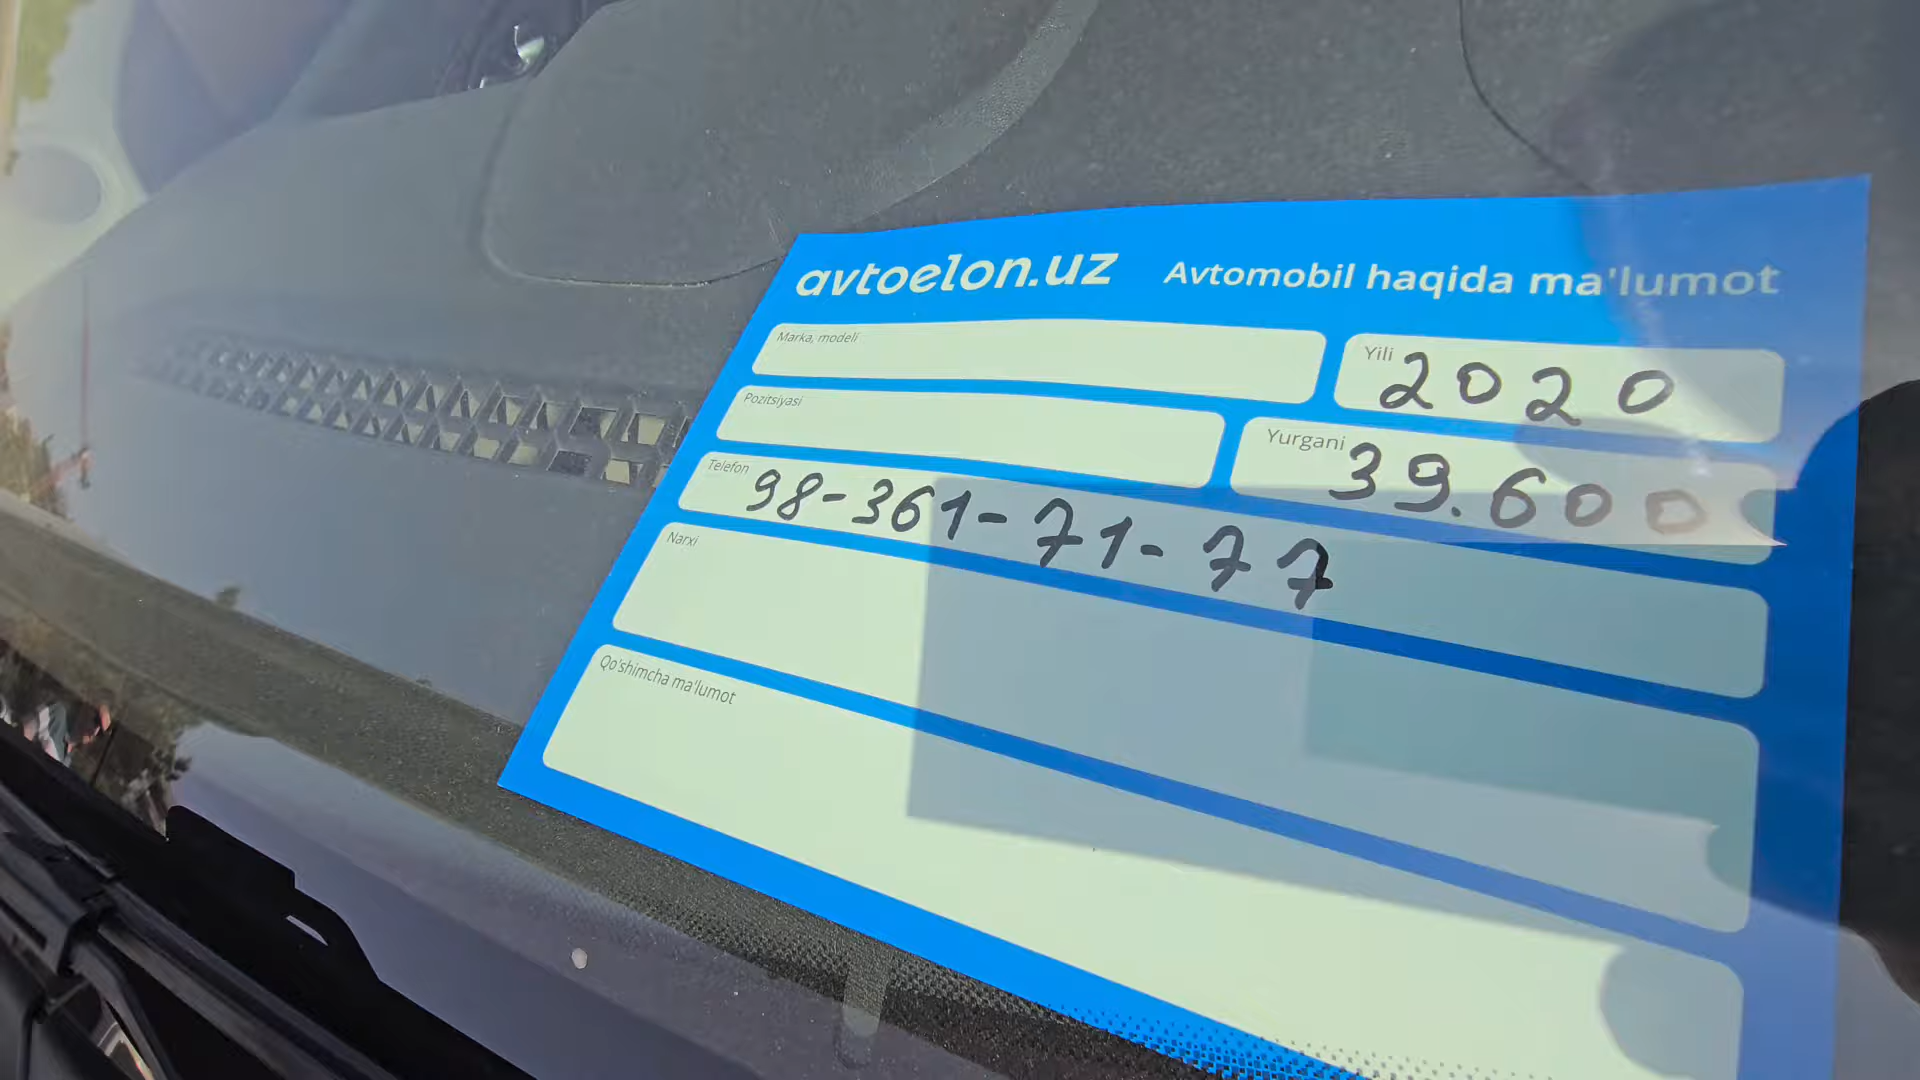 avtoelon.uz Avtomobil haqida ma'lumot
Marka, modeli
Yili 2020
Pozitsiyasi
Yurgani 39.600
Telefon 98-361-71-77
Narxi
Qo'shimcha ma'lumot